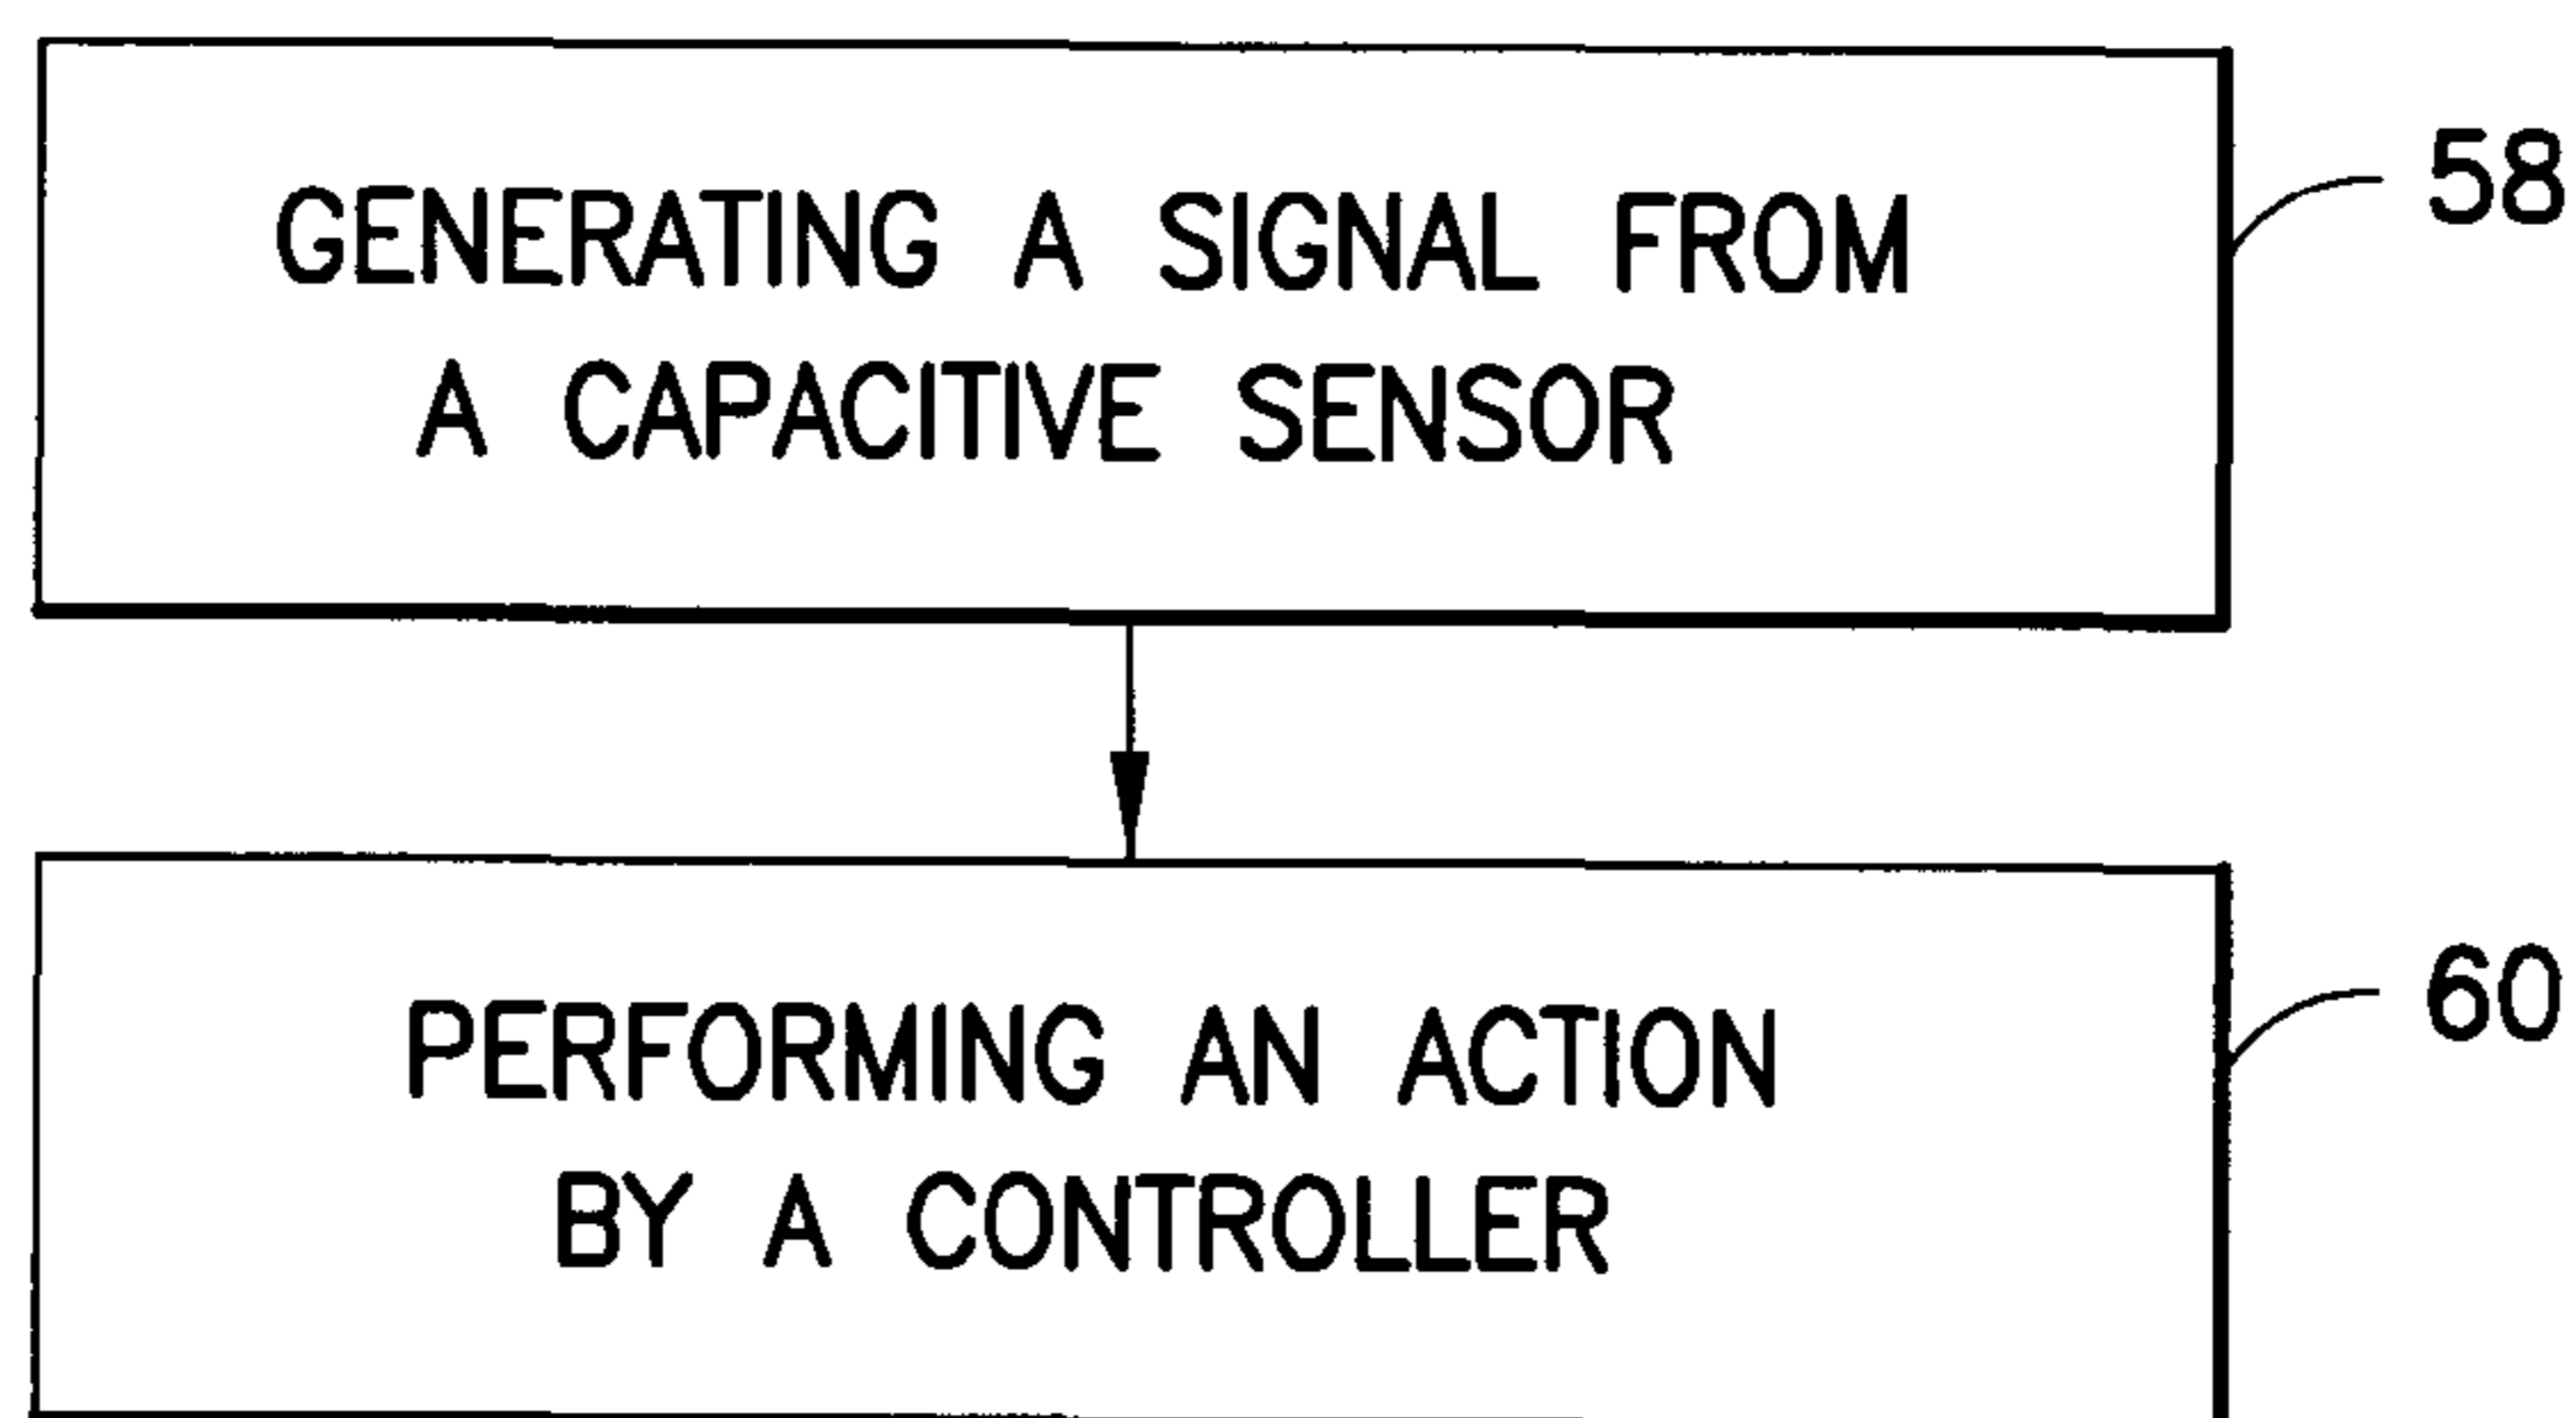 GENERATING A SIGNAL FROM
A CAPACITIVE SENSOR
58
PERFORMING AN ACTION
BY A CONTROLLER
60